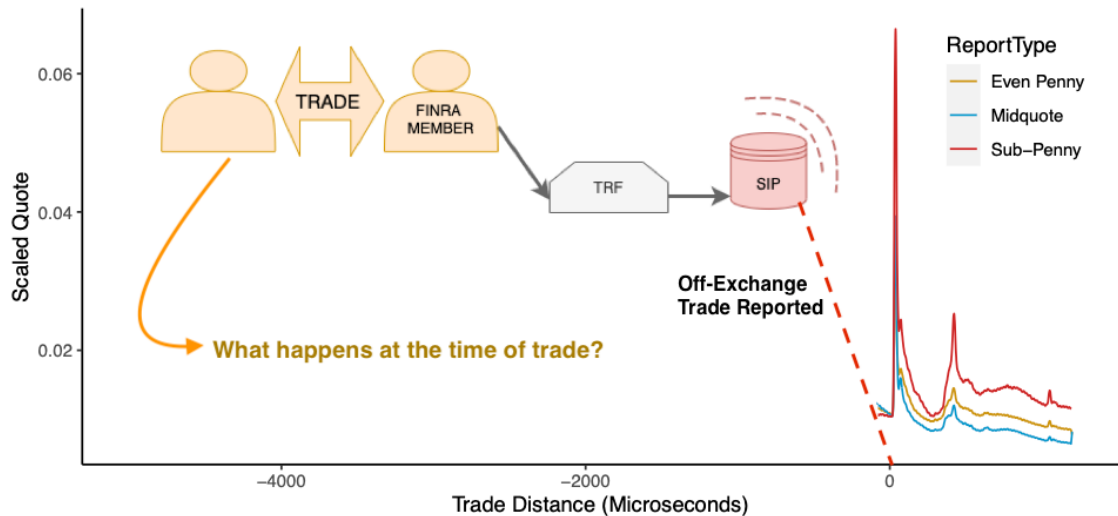 ReportType
Even Penny
Midquote
Sub-Penny
TRADE
FINRA
MEMBER
TRF
SIP
Off-Exchange
Trade Reported
What happens at the time of trade?
Scaled Quote
0.06
0.04
0.02
−4000
−2000
0
Trade Distance (Microseconds)